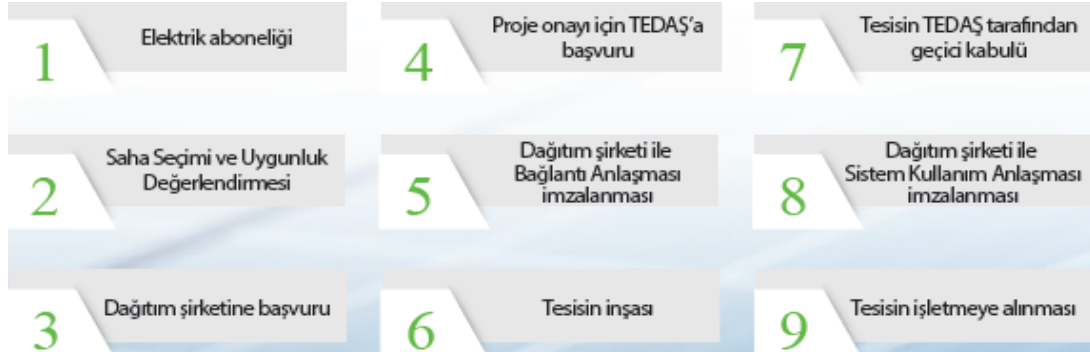 1
Elektrik aboneliği
2
Saha Seçimi ve Uygunluk
Değerlendirmesi
3
Dağıtım şirketine başvuru
4
Proje onayı için TEDAŞ'a
başvuru
5
Dağıtım şirketi ile
Bağlantı Anlaşması
imzalanması
6
Tesisin inşası
7
Tesisin TEDAŞ tarafından
geçici kabulü
8
Dağıtım şirketi ile
Sistem Kullanım Anlaşması
imzalanması
9
Tesisin işletmeye alınması